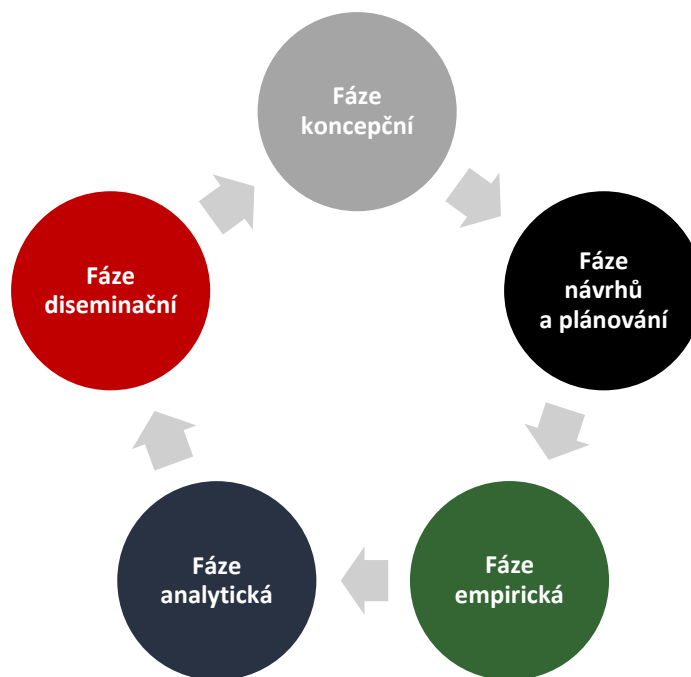 Fáze
koncepční
Fáze
návrhů
a plánování
Fáze
empirická
Fáze
analytická
Fáze
diseminační